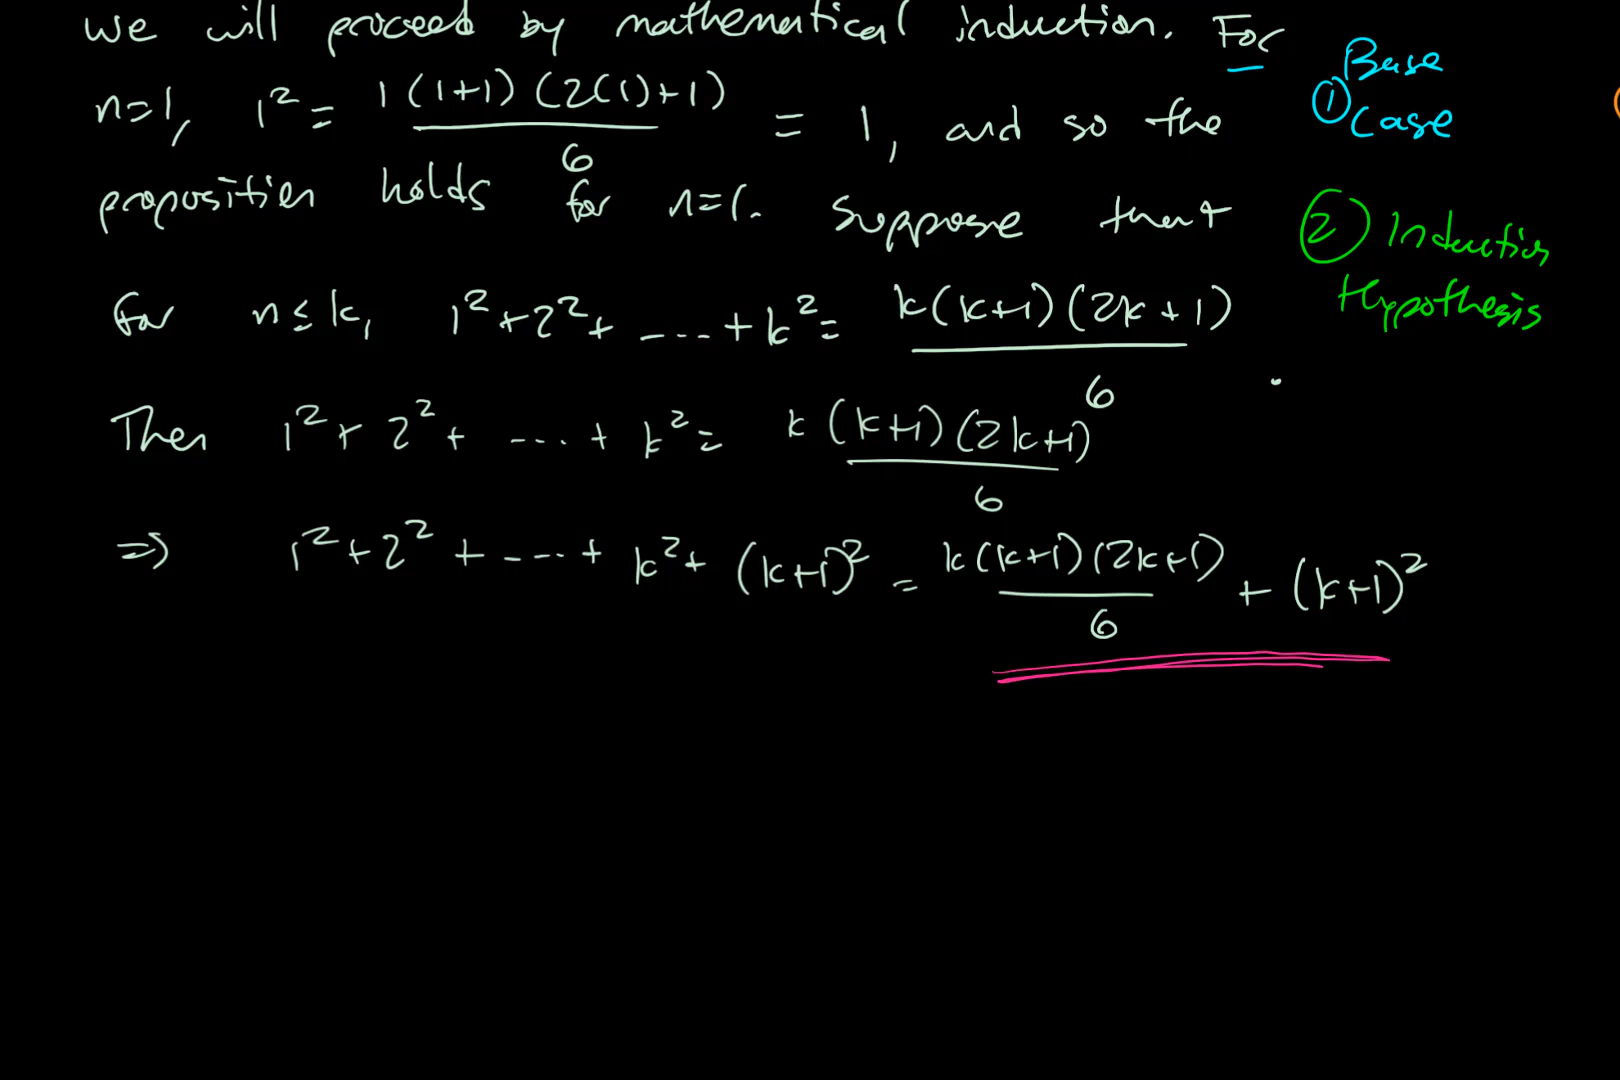 We will proceed by mathematical induction. For
n=1, 1² = 1(1+1)(2(1)+1)/6 = 1, and so the
proposition holds for n=1. Suppose that
for n≤k, 1²+2²+ ---- +k² = k(k+1)(2k+1)/6 .
Then 1²+2²+ ---- + k² = k(k+1)(2k+1)/6
⇒ 1²+2²+ ---- + k²+(k+1)² = k(k+1)(2k+1)/6 + (k+1)²
① Base
Case
② Induction
Hypothesis